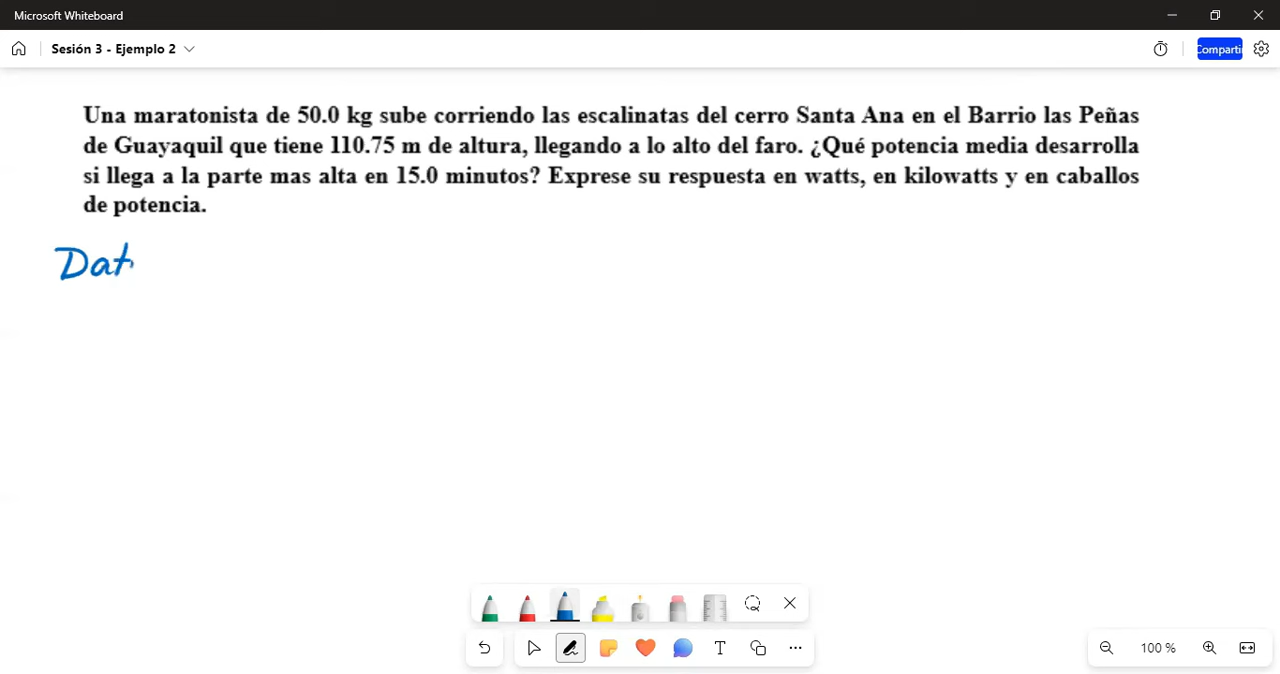 Microsoft Whiteboard
Sesión 3 - Ejemplo 2
Comparti
Una maratonista de 50.0 kg sube corriendo las escalinatas del cerro Santa Ana en el Barrio las Peñas
de Guayaquil que tiene 110.75 m de altura, llegando a lo alto del faro. ¿Qué potencia media desarrolla
si llega a la parte mas alta en 15.0 minutos? Exprese su respuesta en watts, en kilowatts y en caballos
de potencia.
Dat
T
100 %